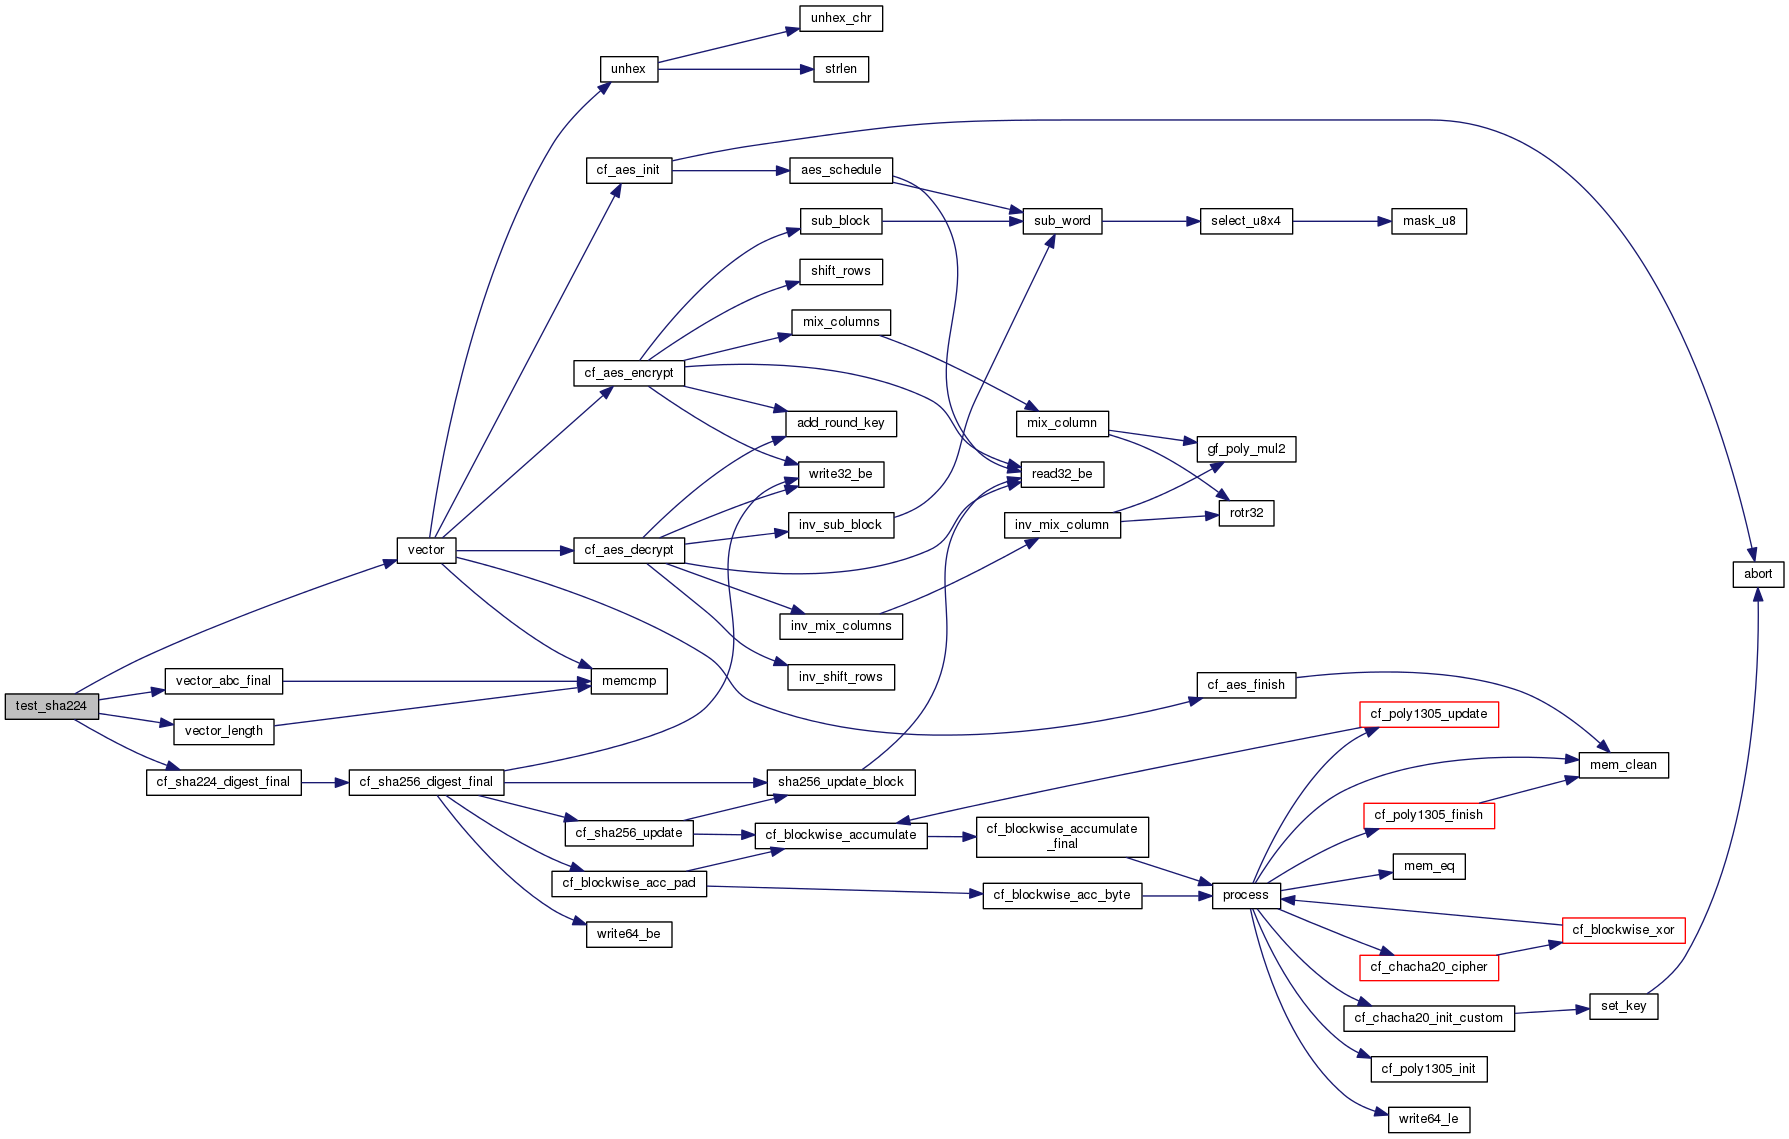 unhex_chr
unhex
strlen
cf_aes_init
aes_schedule
sub_block
sub_word
select_u8x4
mask_u8
shift_rows
mix_columns
cf_aes_encrypt
add_round_key
mix_column
gf_poly_mul2
write32_be
read32_be
rotr32
inv_sub_block
inv_mix_column
vector
cf_aes_decrypt
abort
inv_mix_columns
vector_abc_final
memcmp
inv_shift_rows
cf_aes_finish
test_sha224
cf_poly1305_update
vector_length
mem_clean
cf_sha224_digest_final
cf_sha256_digest_final
sha256_update_block
cf_poly1305_finish
cf_sha256_update
cf_blockwise_accumulate
cf_blockwise_accumulate
_final
mem_eq
cf_blockwise_acc_pad
cf_blockwise_acc_byte
process
write64_be
cf_blockwise_xor
cf_chacha20_cipher
set_key
cf_chacha20_init_custom
cf_poly1305_init
write64_le